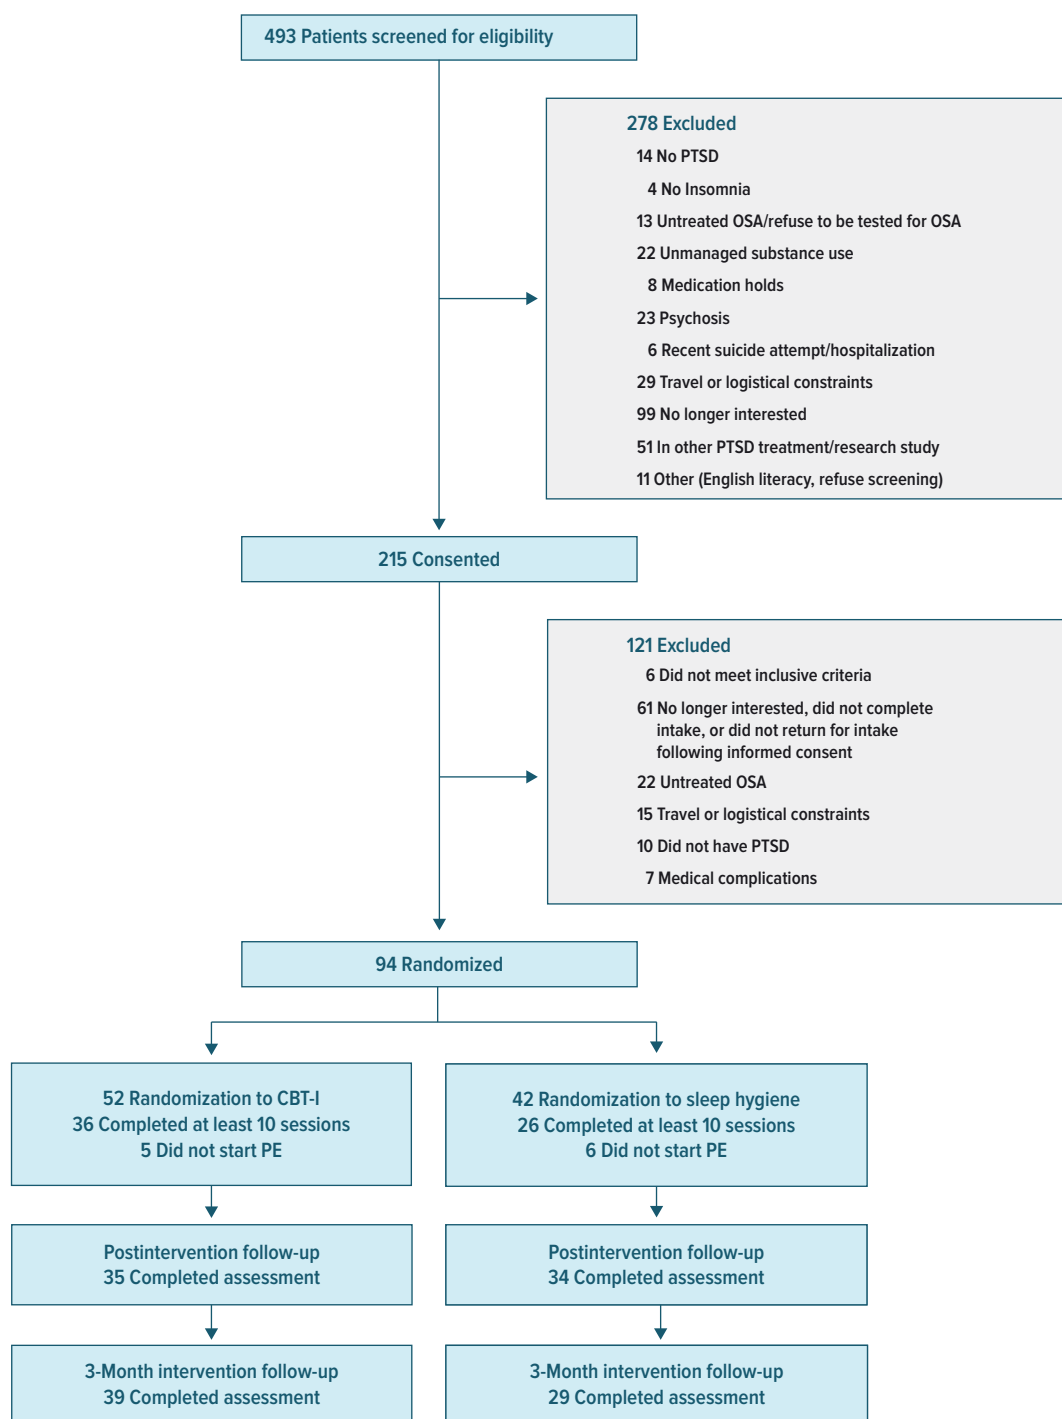 493 Patients screened for eligibility
278 Excluded
14 No PTSD
4 No Insomnia
13 Untreated OSA/refuse to be tested for OSA
22 Unmanaged substance use
8 Medication holds
23 Psychosis
6 Recent suicide attempt/hospitalization
29 Travel or logistical constraints
99 No longer interested
51 In other PTSD treatment/research study
11 Other (English literacy, refuse screening)
215 Consented
121 Excluded
6 Did not meet inclusive criteria
61 No longer interested, did not complete
intake, or did not return for intake
following informed consent
22 Untreated OSA
15 Travel or logistical constraints
10 Did not have PTSD
7 Medical complications
94 Randomized
52 Randomization to CBT-I
36 Completed at least 10 sessions
5 Did not start PE
42 Randomization to sleep hygiene
26 Completed at least 10 sessions
6 Did not start PE
Postintervention follow-up
35 Completed assessment
Postintervention follow-up
34 Completed assessment
3-Month intervention follow-up
39 Completed assessment
3-Month intervention follow-up
29 Completed assessment